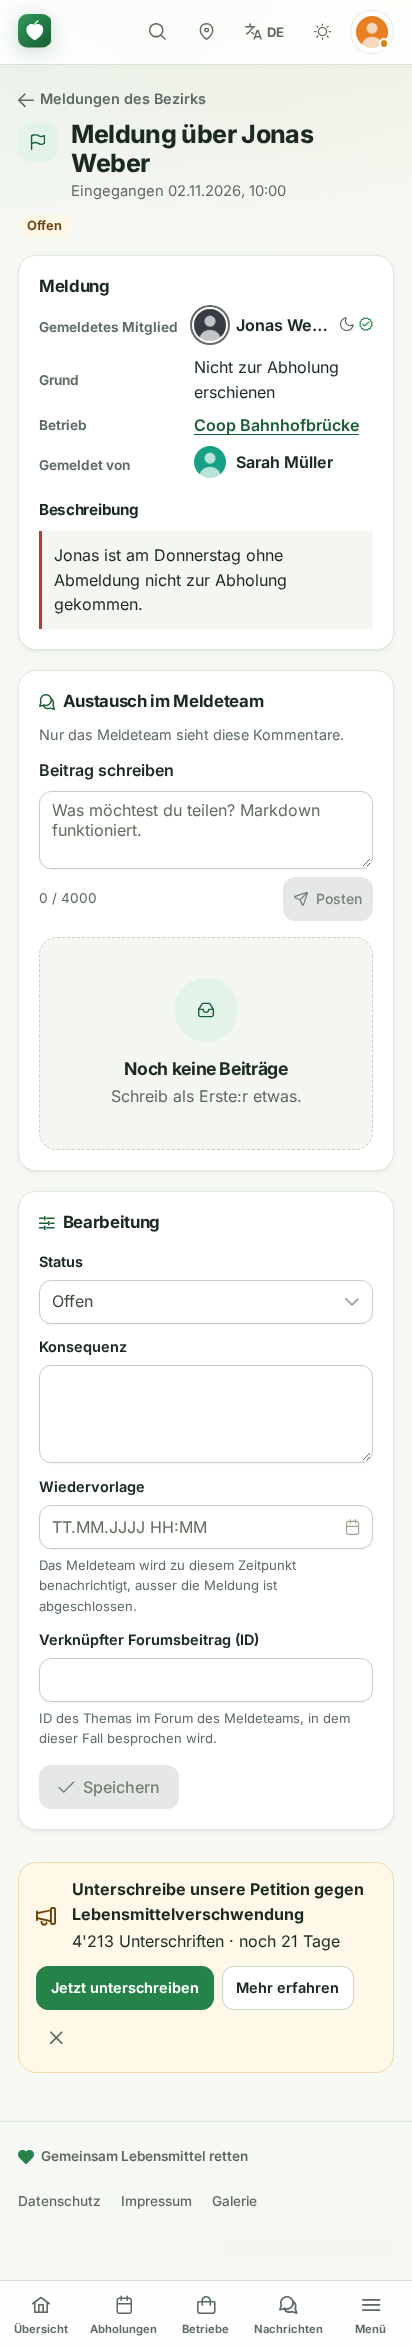 DE
Meldungen des Bezirks
Meldung über Jonas
Weber
Eingegangen 02.11.2026, 10:00
Offen
Meldung
Gemeldetes Mitglied
Jonas We…
Grund
Nicht zur Abholung
erschienen
Betrieb
Coop Bahnhofbrücke
Gemeldet von
Sarah Müller
Beschreibung
Jonas ist am Donnerstag ohne
Abmeldung nicht zur Abholung
gekommen.
Austausch im Meldeteam
Nur das Meldeteam sieht diese Kommentare.
Beitrag schreiben
Was möchtest du teilen? Markdown
funktioniert.
0 / 4000
Posten
Noch keine Beiträge
Schreib als Erste:r etwas.
Bearbeitung
Status
Offen
Konsequenz
Wiedervorlage
TT.MM.JJJJ HH:MM
Das Meldeteam wird zu diesem Zeitpunkt
benachrichtigt, ausser die Meldung ist
abgeschlossen.
Verknüpfter Forumsbeitrag (ID)
ID des Themas im Forum des Meldeteams, in dem
dieser Fall besprochen wird.
Speichern
Unterschreibe unsere Petition gegen
Lebensmittelverschwendung
4'213 Unterschriften · noch 21 Tage
Jetzt unterschreiben
Mehr erfahren
Gemeinsam Lebensmittel retten
Datenschutz
Impressum
Galerie
Übersicht
Abholungen
Betriebe
Nachrichten
Menü